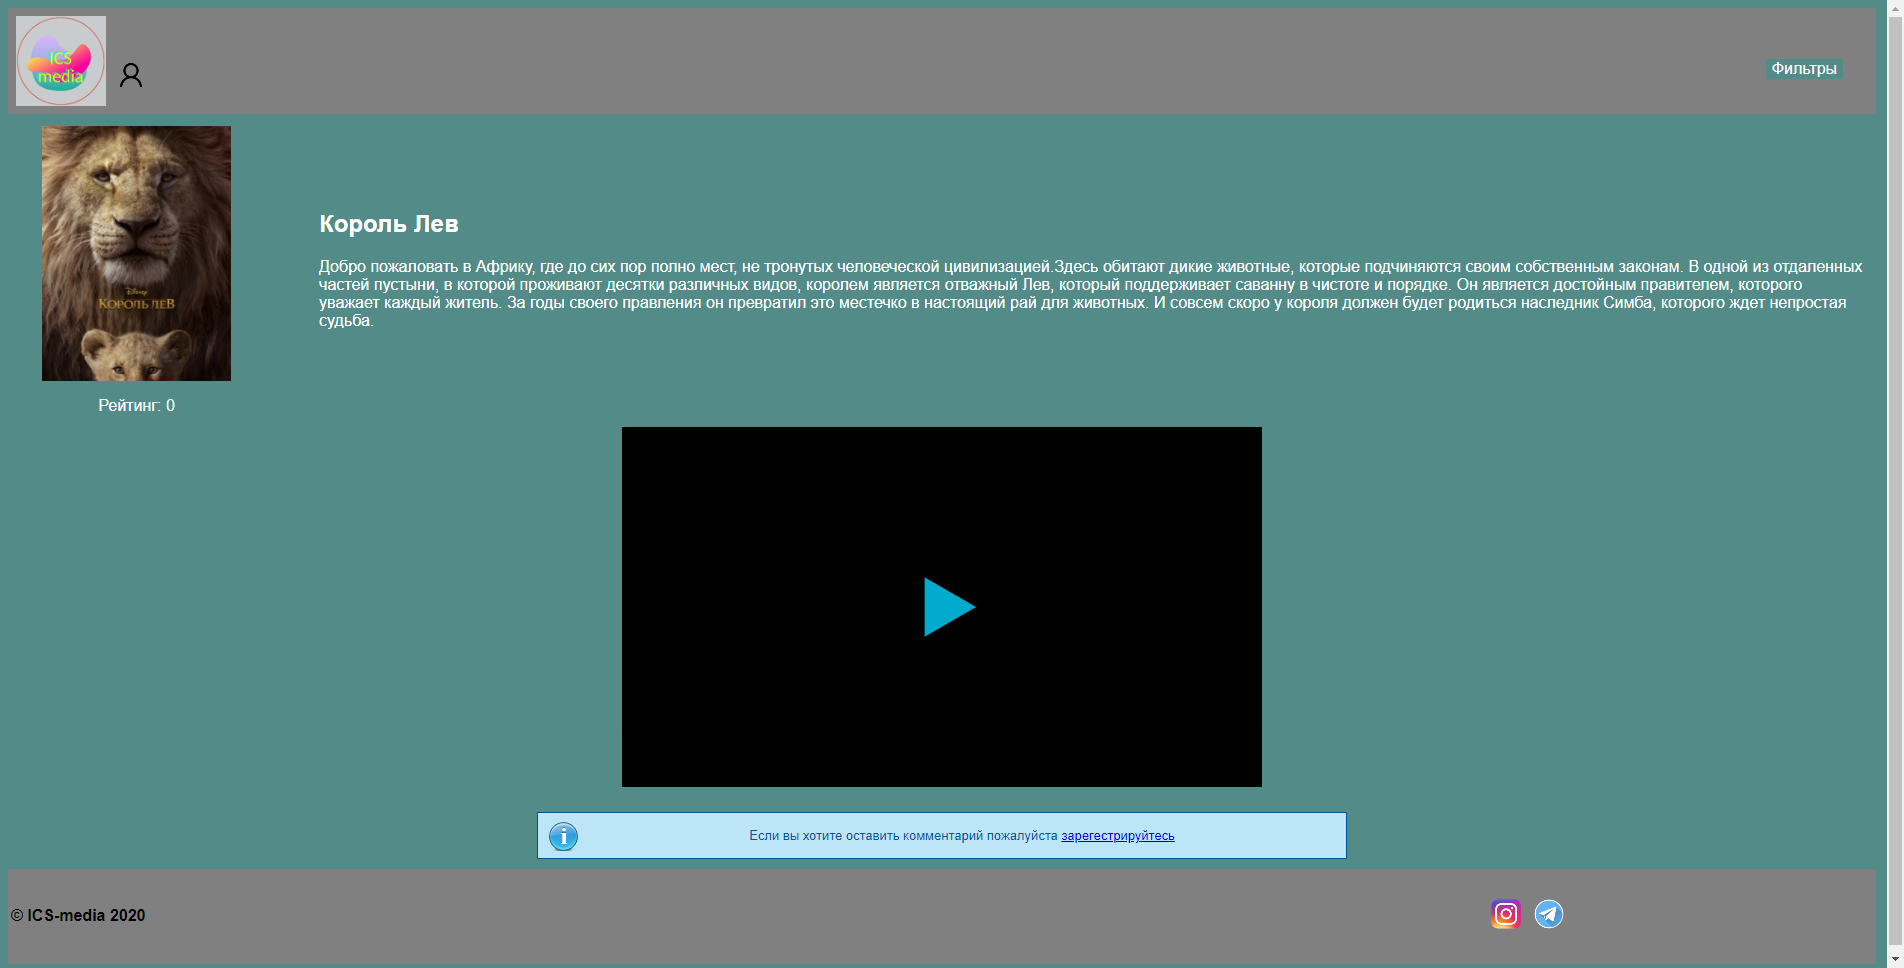 ICS
media
Фильтры
Disney
КОРОЛЬ ЛЕВ
Рейтинг: 0
Король Лев
Добро пожаловать в Африку, где до сих пор полно мест, не тронутых человеческой цивилизацией.Здесь обитают дикие животные, которые подчиняются своим собственным законам. В одной из отдаленных
частей пустыни, в которой проживают десятки различных видов, королем является отважный Лев, который поддерживает саванну в чистоте и порядке. Он является достойным правителем, которого
уважает каждый житель. За годы своего правления он превратил это местечко в настоящий рай для животных. И совсем скоро у короля должен будет родиться наследник Симба, которого ждет непростая
судьба.
Если вы хотите оставить комментарий пожалуйста зарегестрируйтесь
© ICS-media 2020